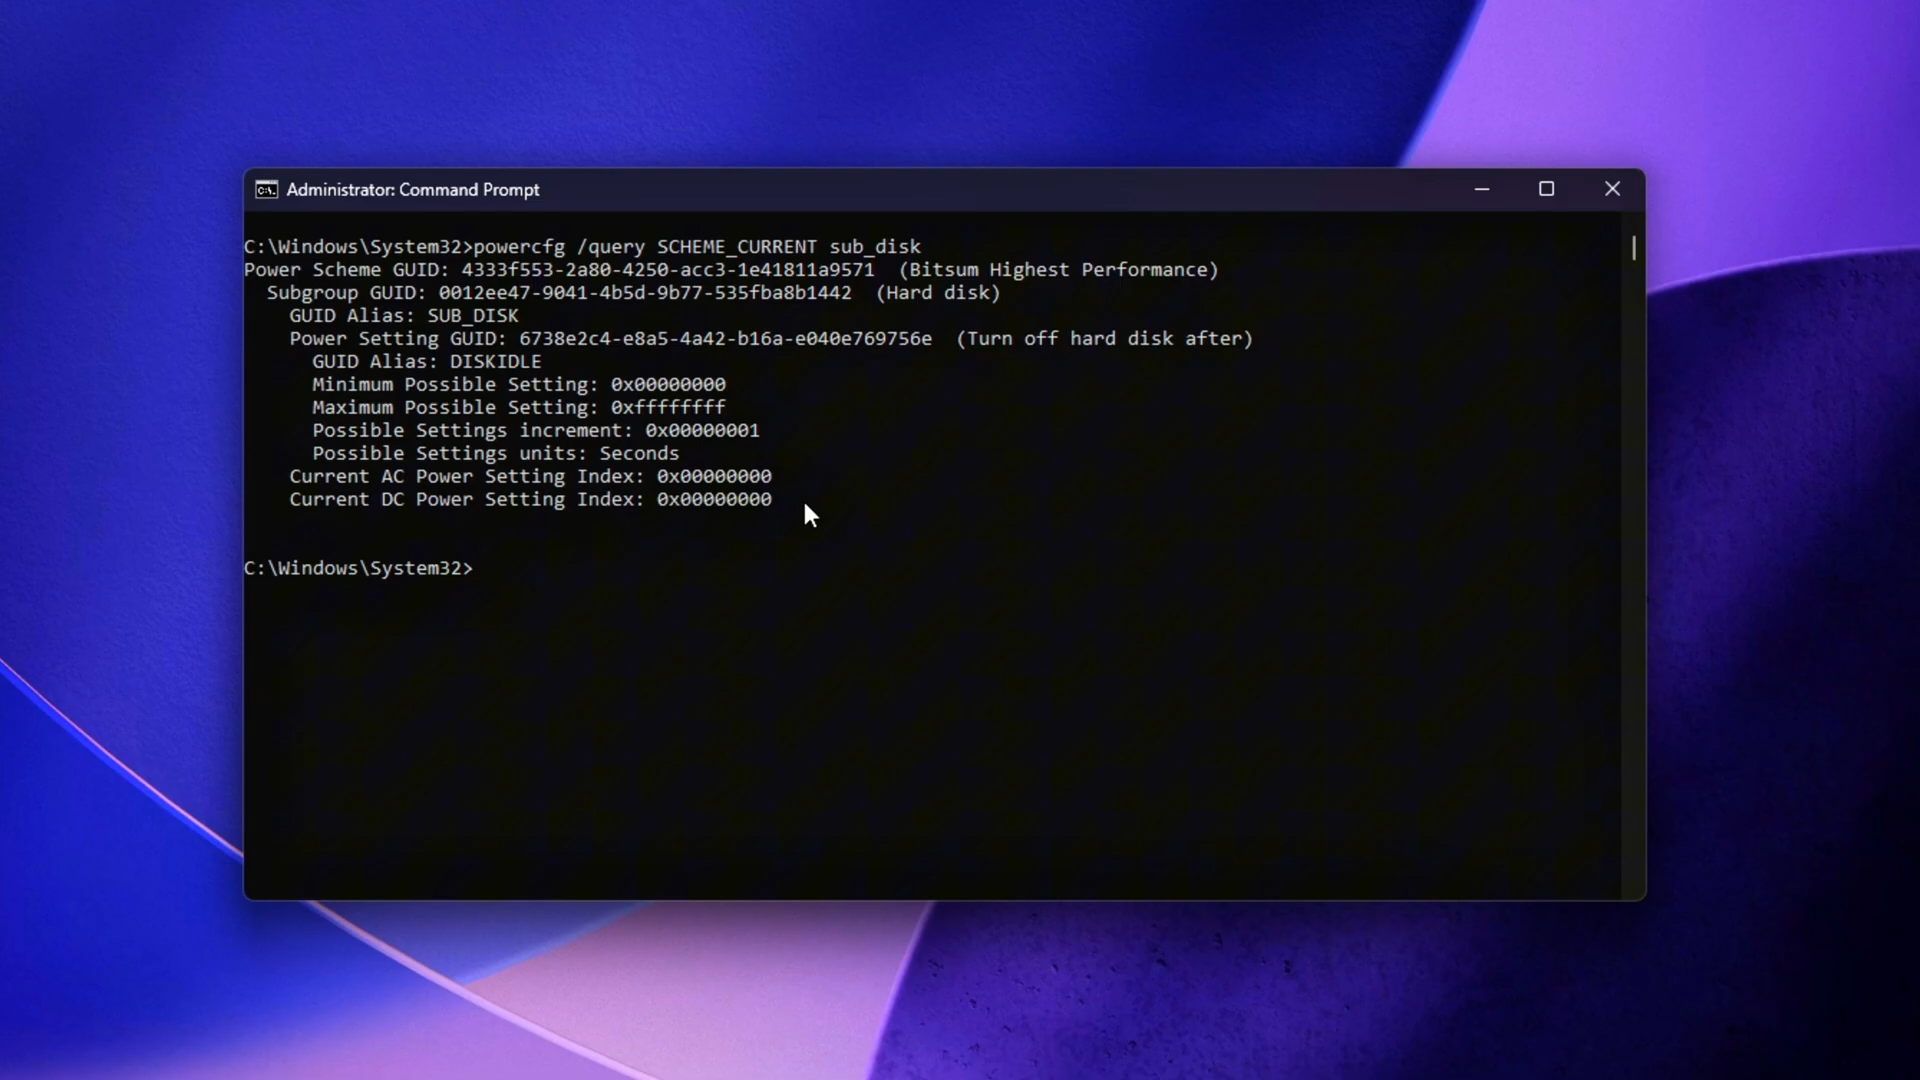 Administrator: Command Prompt
C:\Windows\System32>powercfg /query SCHEME_CURRENT sub_disk
Power Scheme GUID: 4333f553-2a80-4250-acc3-1e41811a9571  (Bitsum Highest Performance)
Subgroup GUID: 0012ee47-9041-4b5d-9b77-535fba8b1442  (Hard disk)
GUID Alias: SUB_DISK
Power Setting GUID: 6738e2c4-e8a5-4a42-b16a-e040e769756e  (Turn off hard disk after)
GUID Alias: DISKIDLE
Minimum Possible Setting: 0x00000000
Maximum Possible Setting: 0xffffffff
Possible Settings increment: 0x00000001
Possible Settings units: Seconds
Current AC Power Setting Index: 0x00000000
Current DC Power Setting Index: 0x00000000
C:\Windows\System32>